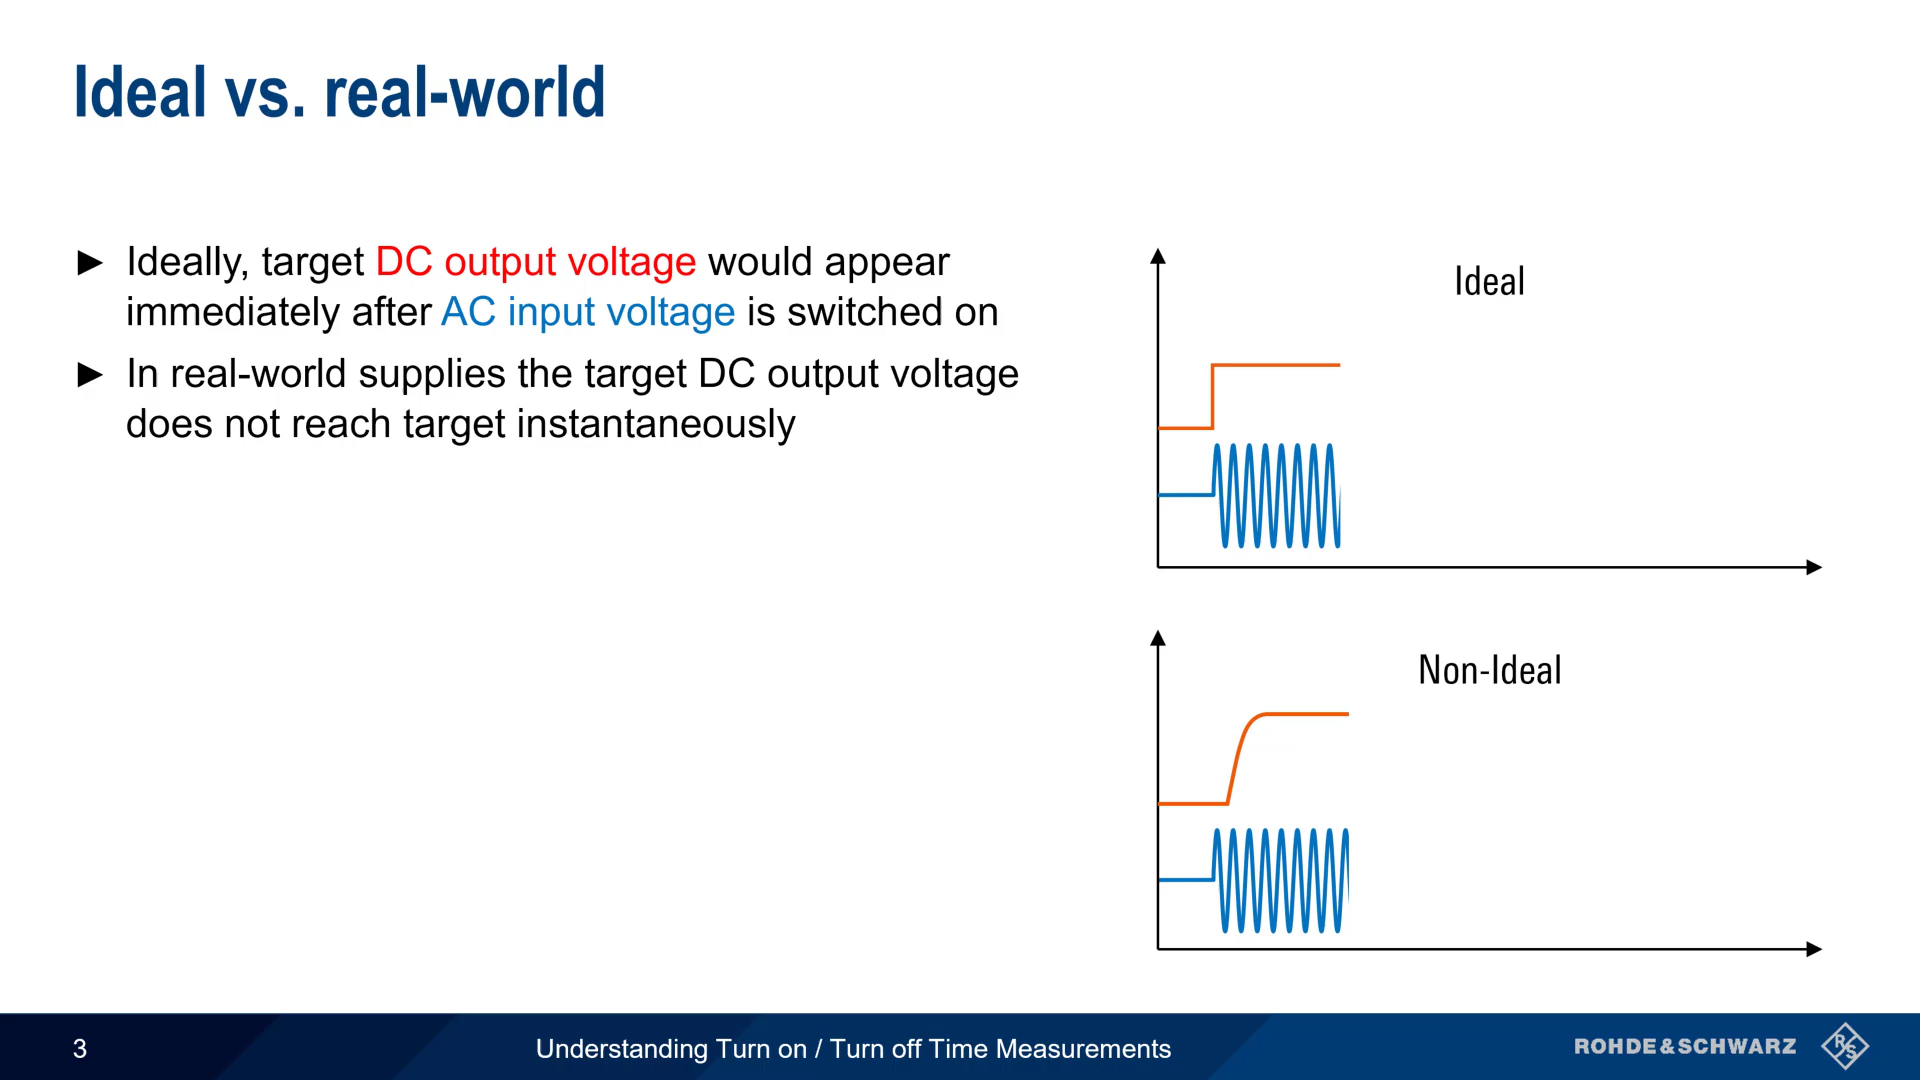 Ideal vs. real-world
► Ideally, target DC output voltage would appear
immediately after AC input voltage is switched on
► In real-world supplies the target DC output voltage
does not reach target instantaneously
Ideal
Non-Ideal
3
Understanding Turn on / Turn off Time Measurements
ROHDE&SCHWARZ
R&S